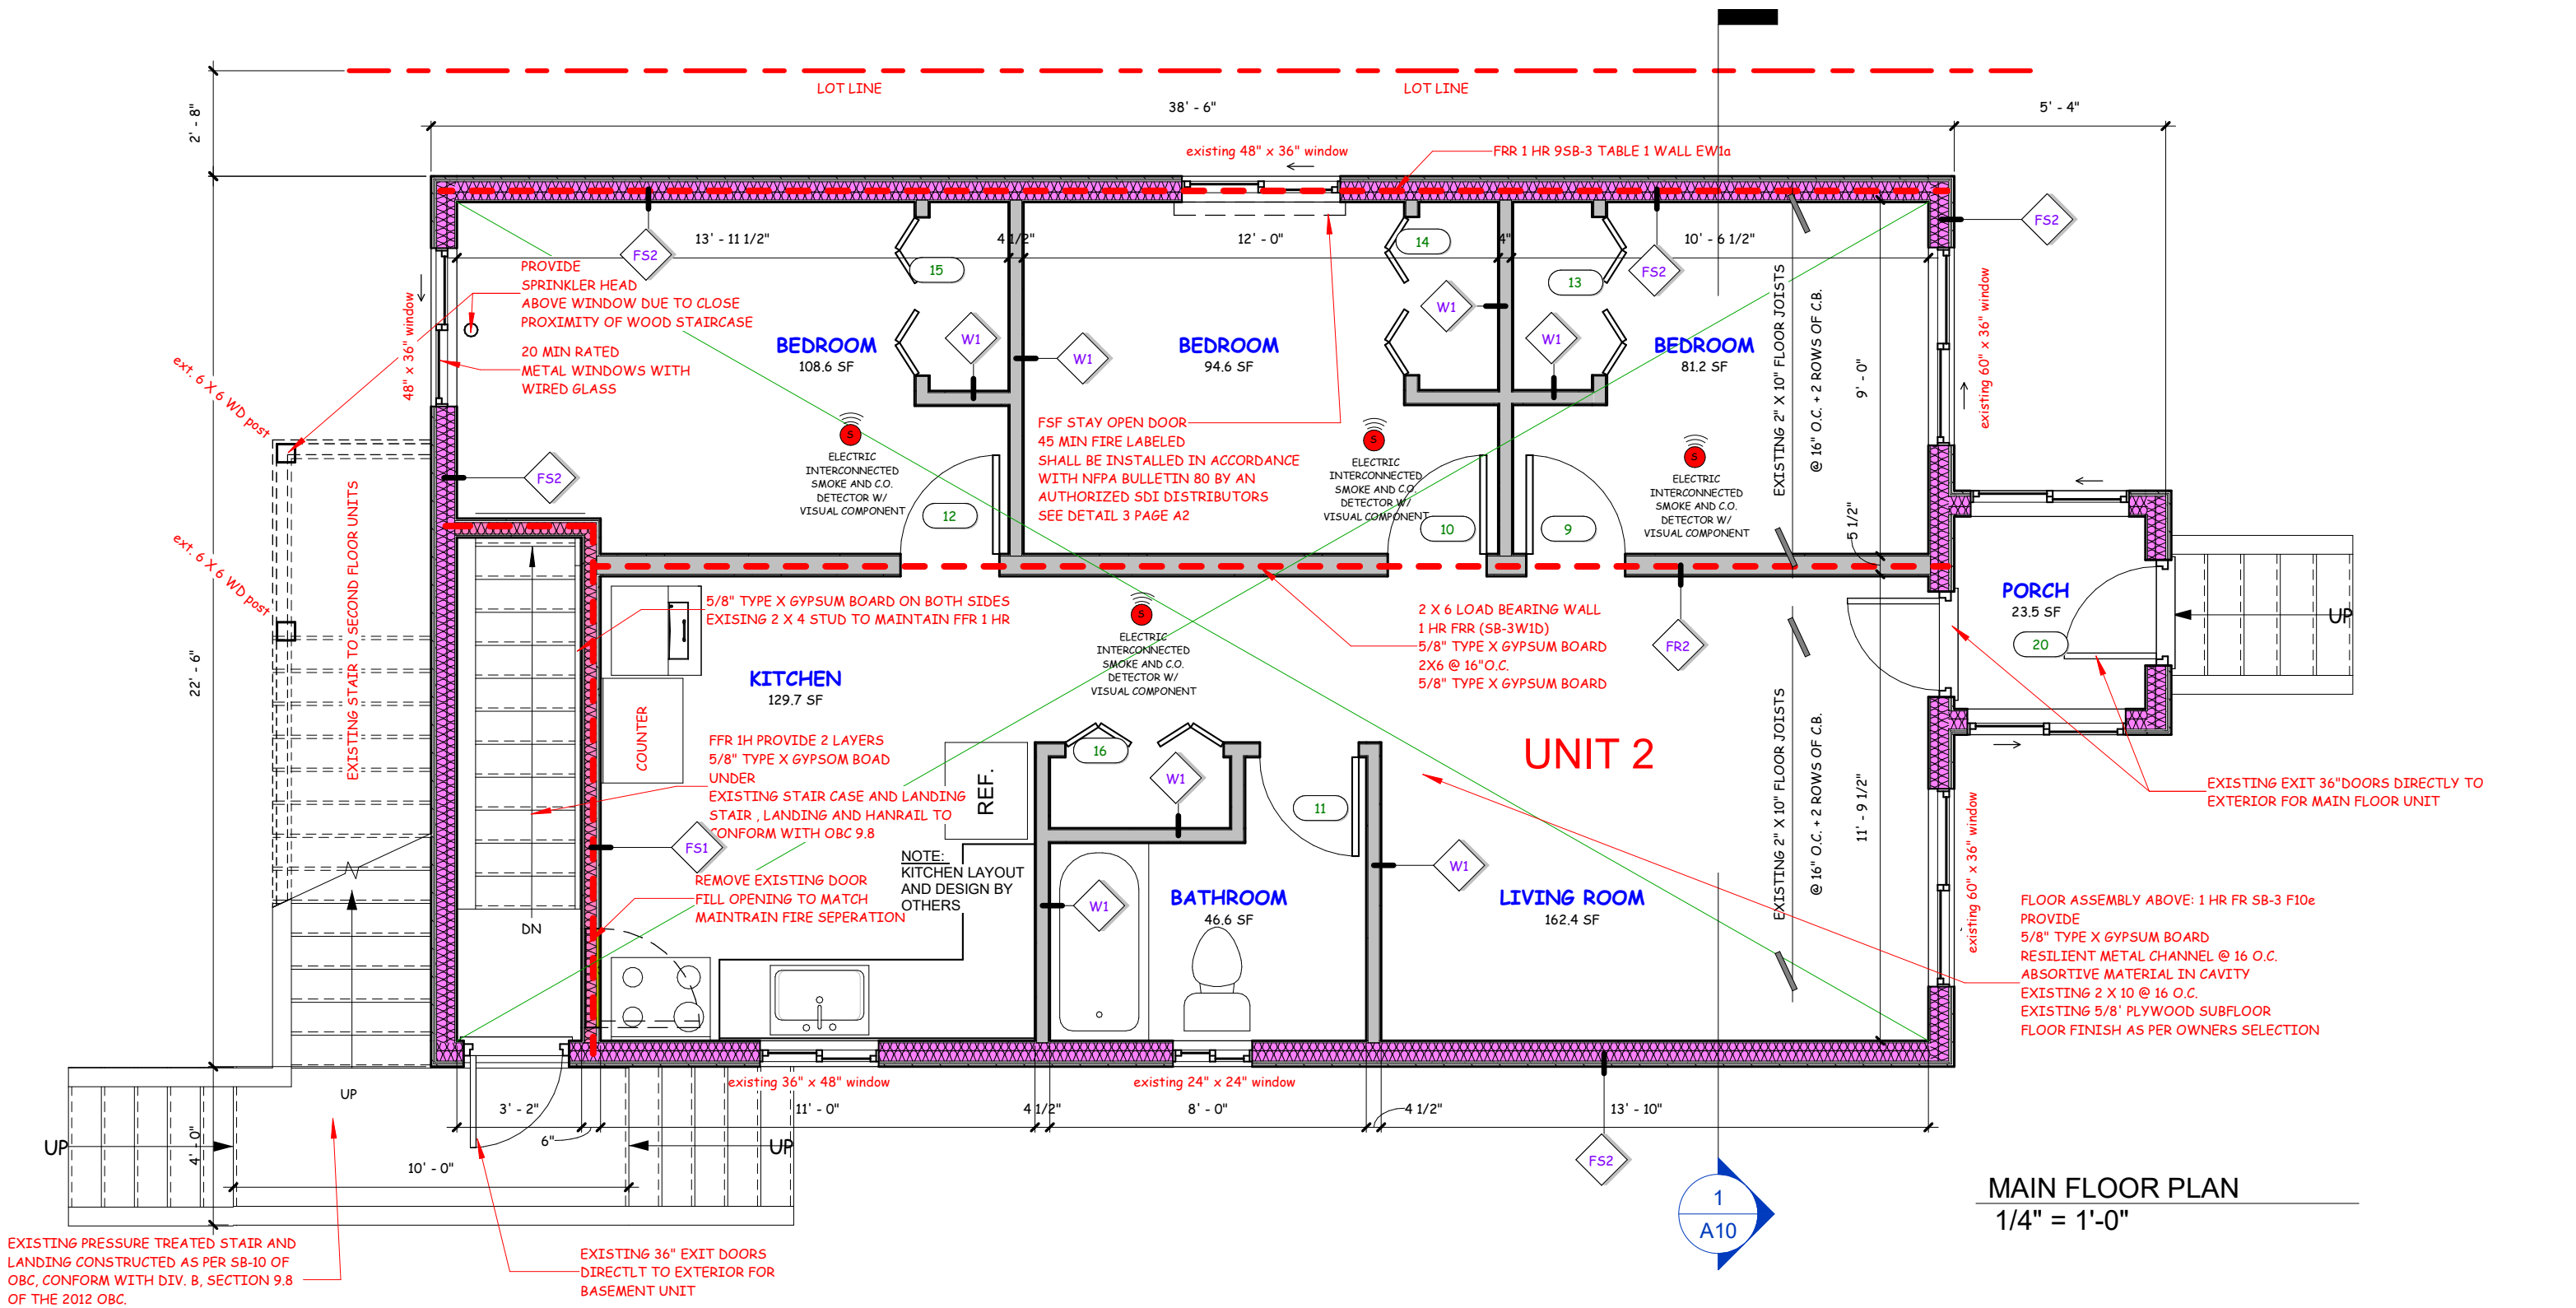 LOT LINE
LOT LINE
2' - 8"
38' - 6"
5' - 4"
existing 48" x 36" window
FRR 1 HR 9SB-3 TABLE 1 WALL EW1a
FS2
13' - 11 1/2"
4 1/2"
12' - 0"
14
4"
10' - 6 1/2"
FS2
15
13
FS2
PROVIDE
SPRINKLER HEAD
ABOVE WINDOW DUE TO CLOSE
PROXIMITY OF WOOD STAIRCASE
20 MIN RATED
METAL WINDOWS WITH
WIRED GLASS
48" x 36" window
existing 60" x 36" window
W1
W1
W1
W1
BEDROOM
108.6 SF
BEDROOM
94.6 SF
BEDROOM
81.2 SF
EXISTING 2" X 10" FLOOR JOISTS
@ 16" O.C. + 2 ROWS OF C.B.
9' - 0"
ext. 6 X 6 WD post
FSF STAY OPEN DOOR
45 MIN FIRE LABELED
SHALL BE INSTALLED IN ACCORDANCE
WITH NFPA BULLETIN 80 BY AN
AUTHORIZED SDI DISTRIBUTORS
SEE DETAIL 3 PAGE A2
S
ELECTRIC
INTERCONNECTED
SMOKE AND C.O.
DETECTOR W/
VISUAL COMPONENT
S
ELECTRIC
INTERCONNECTED
SMOKE AND C.O.
DETECTOR W/
VISUAL COMPONENT
S
ELECTRIC
INTERCONNECTED
SMOKE AND C.O.
DETECTOR W/
VISUAL COMPONENT
FS2
12
10
9
5 1/2"
ext. 6 X 6 WD post
EXISTING STAIR TO SECOND FLOOR UNITS
22' - 6"
5/8" TYPE X GYPSUM BOARD ON BOTH SIDES
EXISING 2 X 4 STUD TO MAINTAIN FFR 1 HR
S
ELECTRIC
INTERCONNECTED
SMOKE AND C.O.
DETECTOR W/
VISUAL COMPONENT
2 X 6 LOAD BEARING WALL
1 HR FRR (SB-3W1D)
5/8" TYPE X GYPSUM BOARD
2X6 @ 16"O.C.
5/8" TYPE X GYPSUM BOARD
FR2
PORCH
23.5 SF
20
UP
KITCHEN
129.7 SF
COUNTER
FFR 1H PROVIDE 2 LAYERS
5/8" TYPE X GYPSOM BOAD
UNDER
EXISTING STAIR CASE AND LANDING
STAIR , LANDING AND HANRAIL TO
CONFORM WITH OBC 9.8
REF.
16
W1
11
UNIT 2
EXISTING 2" X 10" FLOOR JOISTS
@ 16" O.C. + 2 ROWS OF C.B.
11' - 9 1/2"
existing 60" x 36" window
EXISTING EXIT 36"DOORS DIRECTLY TO
EXTERIOR FOR MAIN FLOOR UNIT
FS1
NOTE:
KITCHEN LAYOUT
AND DESIGN BY
OTHERS
REMOVE EXISTING DOOR
FILL OPENING TO MATCH
MAINTRAIN FIRE SEPERATION
DN
W1
BATHROOM
46.6 SF
W1
LIVING ROOM
162.4 SF
FLOOR ASSEMBLY ABOVE: 1 HR FR SB-3 F10e
PROVIDE
5/8" TYPE X GYPSUM BOARD
RESILIENT METAL CHANNEL @ 16 O.C.
ABSORTIVE MATERIAL IN CAVITY
EXISTING 2 X 10 @ 16 O.C.
EXISTING 5/8' PLYWOOD SUBFLOOR
FLOOR FINISH AS PER OWNERS SELECTION
existing 36" x 48" window
existing 24" x 24" window
UP
3' - 2"
6"
11' - 0"
4 1/2"
8' - 0"
4 1/2"
13' - 10"
UP
4' - 0"
UP
10' - 0"
FS2
1
A10
MAIN FLOOR PLAN
1/4" = 1'-0"
EXISTING PRESSURE TREATED STAIR AND
LANDING CONSTRUCTED AS PER SB-10 OF
OBC, CONFORM WITH DIV. B, SECTION 9.8
OF THE 2012 OBC.
EXISTING 36" EXIT DOORS
DIRECTLT TO EXTERIOR FOR
BASEMENT UNIT